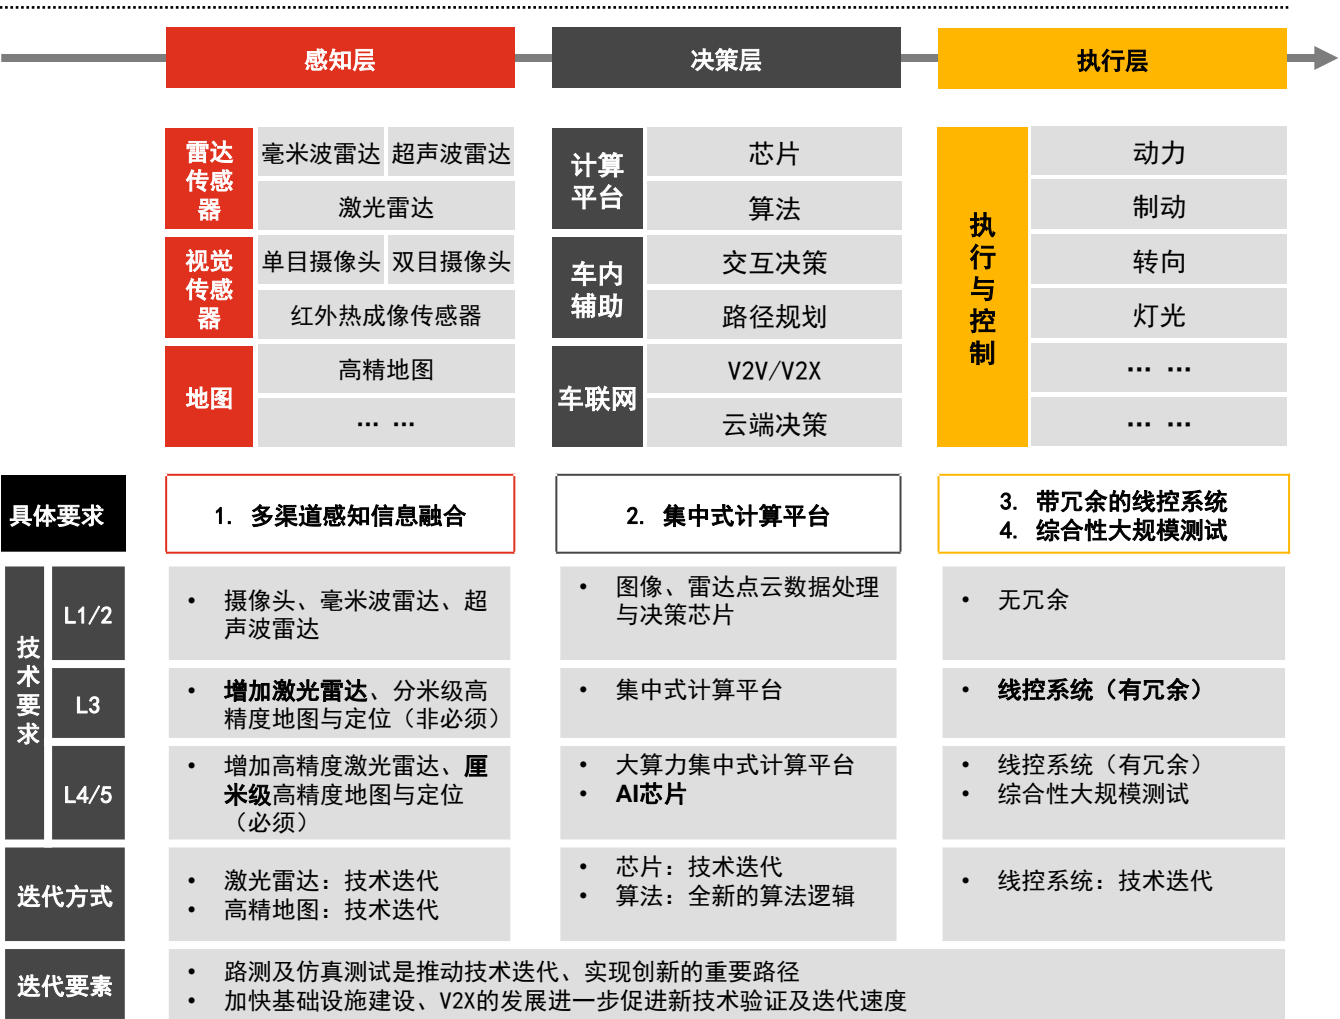 感知层
决策层
执行层
雷达
传感
器
毫米波雷达
超声波雷达
激光雷达
视觉
传感
器
单目摄像头
双目摄像头
红外热成像传感器
地图
高精地图
… …
计算
平台
芯片
算法
车内
辅助
交互决策
路径规划
车联网
V2V/V2X
云端决策
执
行
与
控
制
动力
制动
转向
灯光
… …
… …
具体要求
1. 多渠道感知信息融合
2. 集中式计算平台
3. 带冗余的线控系统
4. 综合性大规模测试
技
术
要
求
L1/2
• 摄像头、毫米波雷达、超
声波雷达
• 图像、雷达点云数据处理
与决策芯片
• 无冗余
L3
• 增加激光雷达、分米级高
精度地图与定位（非必须）
• 集中式计算平台
• 线控系统（有冗余）
L4/5
• 增加高精度激光雷达、厘
米级高精度地图与定位
（必须）
• 大算力集中式计算平台
• AI芯片
• 线控系统（有冗余）
• 综合性大规模测试
迭代方式
• 激光雷达：技术迭代
• 高精地图：技术迭代
• 芯片：技术迭代
• 算法：全新的算法逻辑
• 线控系统：技术迭代
迭代要素
• 路测及仿真测试是推动技术迭代、实现创新的重要路径
• 加快基础设施建设、V2X的发展进一步促进新技术验证及迭代速度